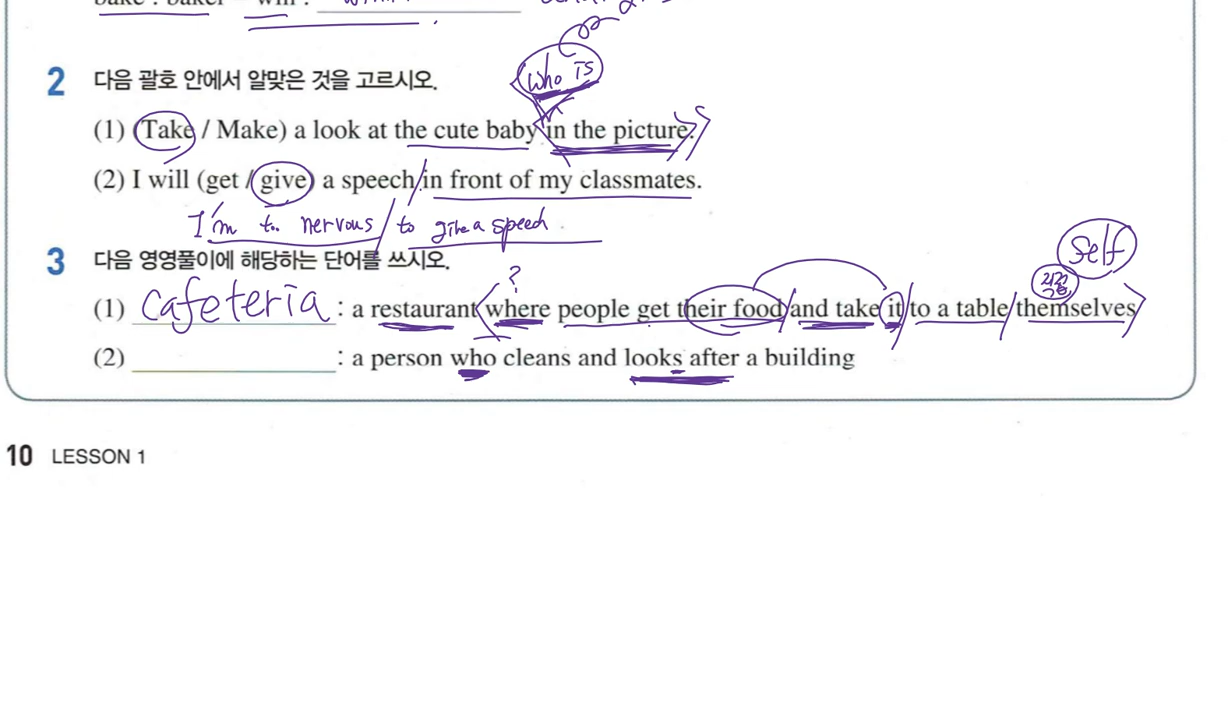 bake : baker = win :
who is
2 다음 괄호 안에서 알맞은 것을 고르시오.
(1) (Take / Make) a look at the cute baby in the picture.
(2) I will (get / give) a speech in front of my classmates.
I'm to nervous / to give a speech.
Self
3 다음 영영풀이에 해당하는 단어를 쓰시오.
?
(1) cafeteria : a restaurant where people get their food and take it to a table themselves
(2) : a person who cleans and looks after a building
10 LESSON 1